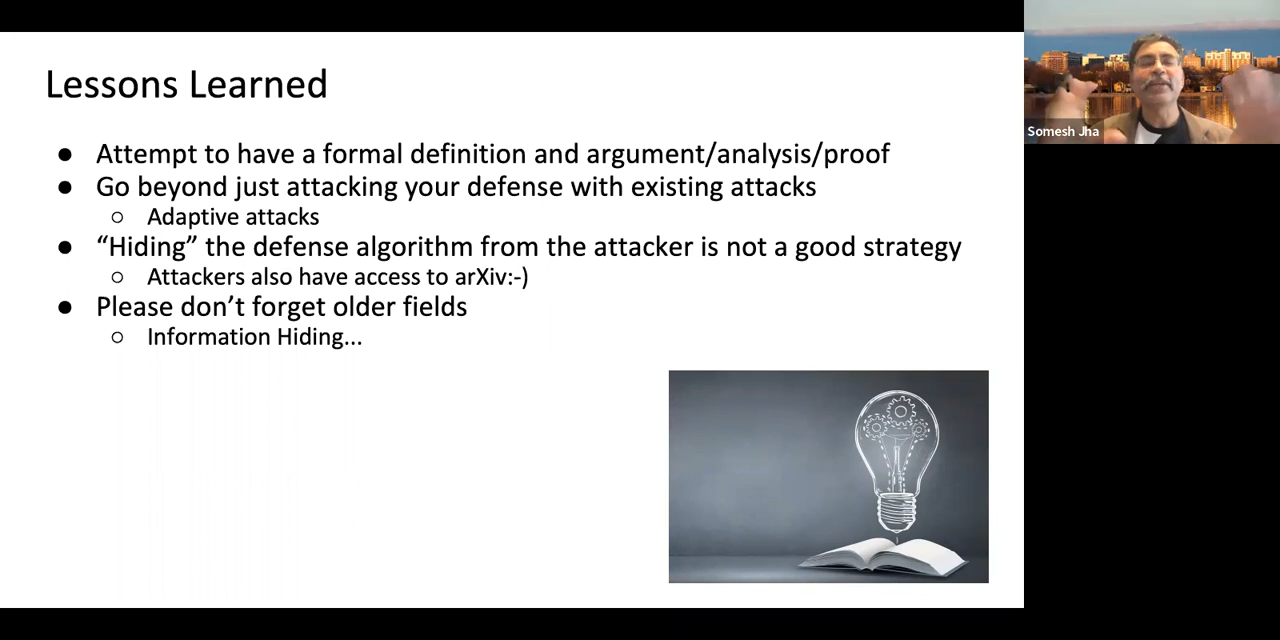 Lessons Learned
● Attempt to have a formal definition and argument/analysis/proof
● Go beyond just attacking your defense with existing attacks
○ Adaptive attacks
● “Hiding” the defense algorithm from the attacker is not a good strategy
○ Attackers also have access to arXiv:-)
● Please don’t forget older fields
○ Information Hiding...
Somesh Jha